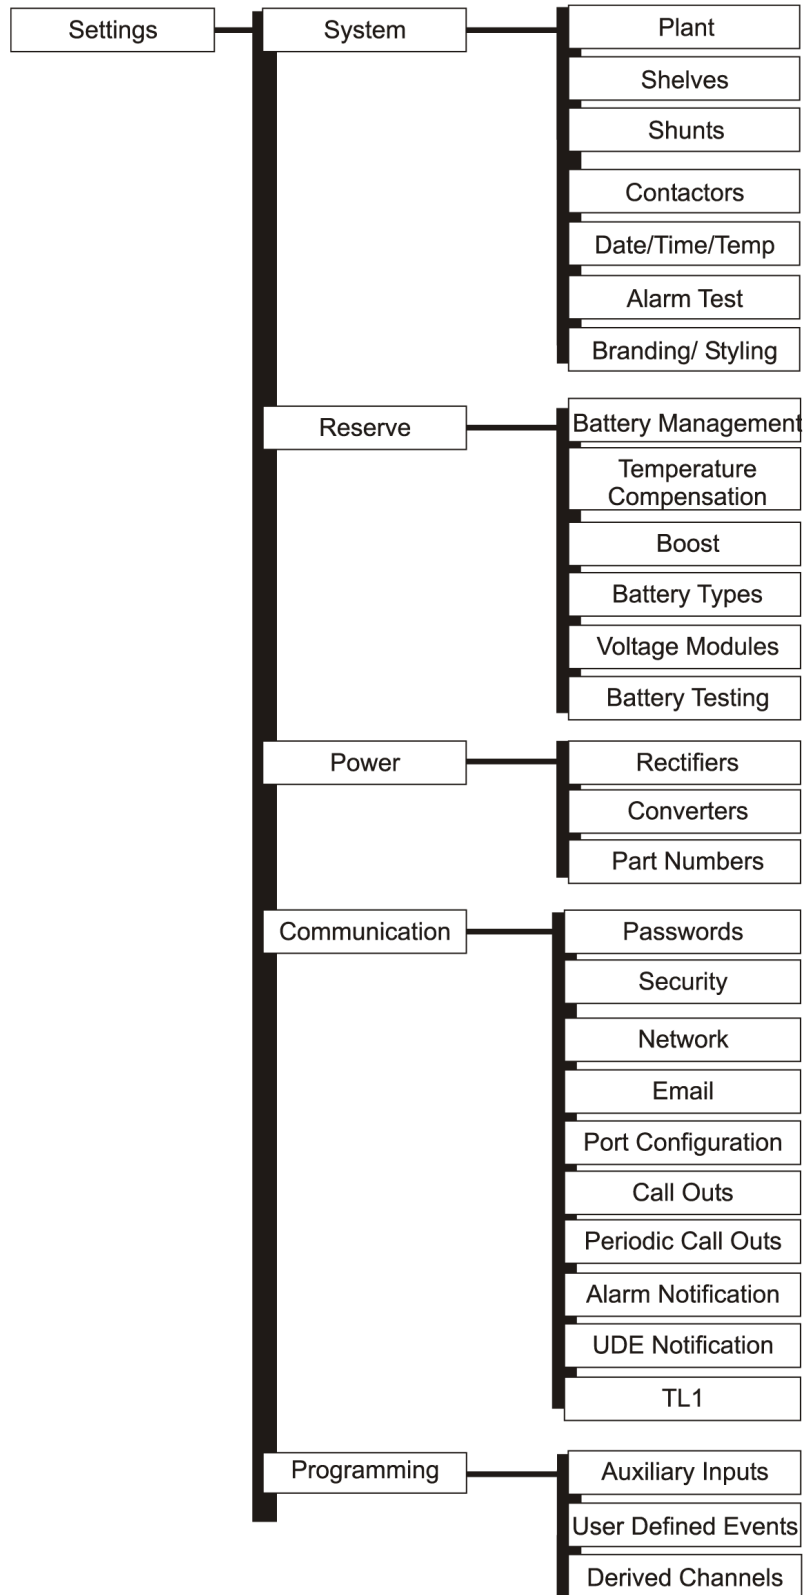 Settings
System
Plant
Shelves
Shunts
Contactors
Date/Time/Temp
Alarm Test
Branding/ Styling
Reserve
Battery Management
Temperature
Compensation
Boost
Battery Types
Voltage Modules
Battery Testing
Power
Rectifiers
Converters
Part Numbers
Communication
Passwords
Security
Network
Email
Port Configuration
Call Outs
Periodic Call Outs
Alarm Notification
UDE Notification
TL1
Programming
Auxiliary Inputs
User Defined Events
Derived Channels